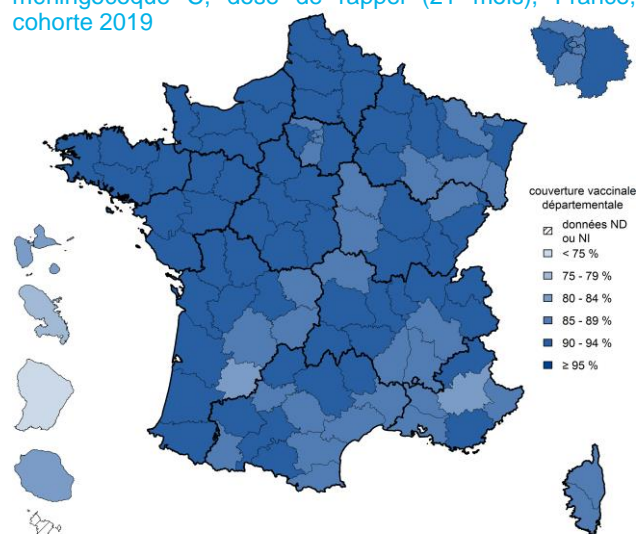 méningocoque C, dose de rappel (21 mois), France,
cohorte 2019
couverture vaccinale
départementale
données ND
ou NI
< 75 %
75 - 79 %
80 - 84 %
85 - 89 %
90 - 94 %
≥ 95 %